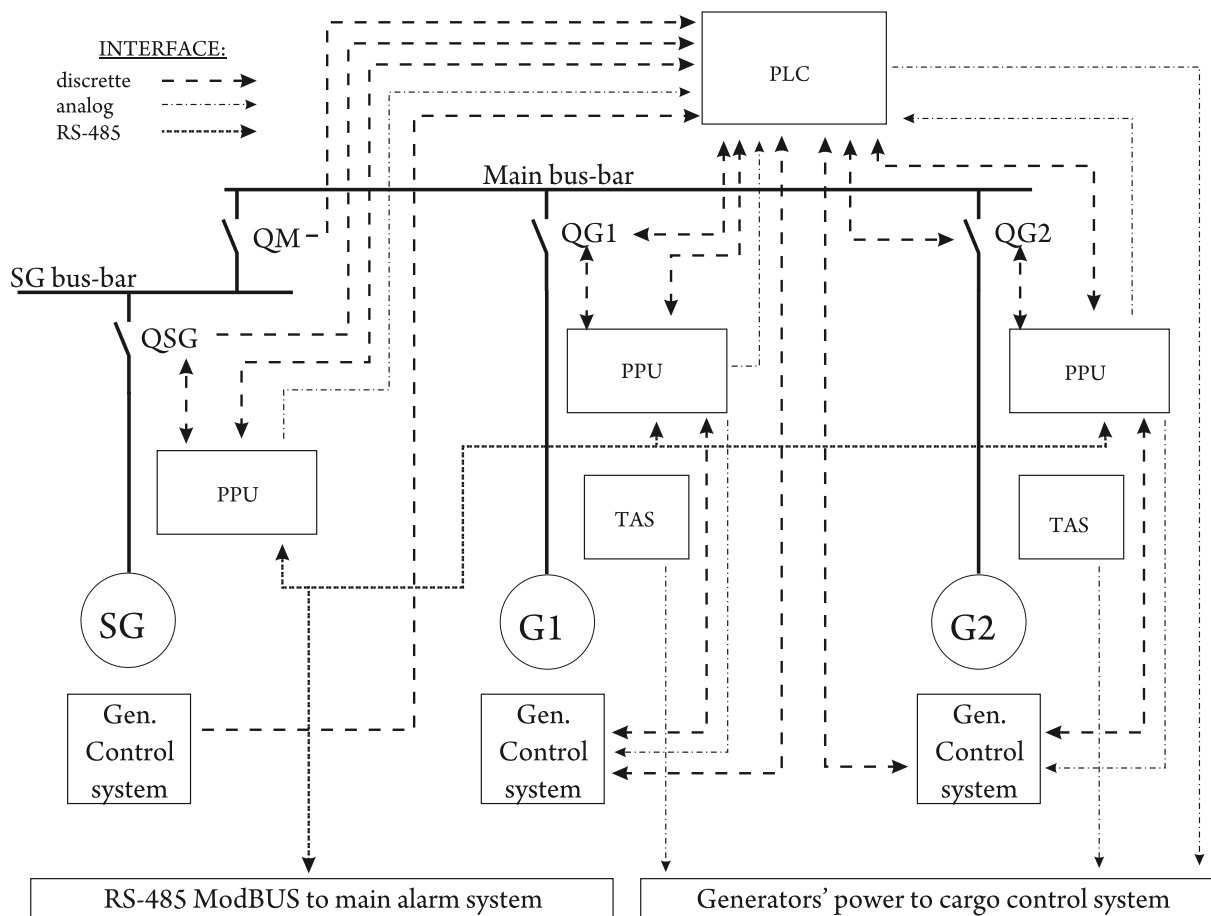 INTERFACE:
discrette
analog
RS-485
PLC
Main bus-bar
QM
QG1
QG2
SG bus-bar
QSG
PPU
PPU
PPU
TAS
TAS
SG
G1
G2
Gen.
Control
system
Gen.
Control
system
Gen.
Control
system
RS-485 ModBUS to main alarm system
Generators' power to cargo control system